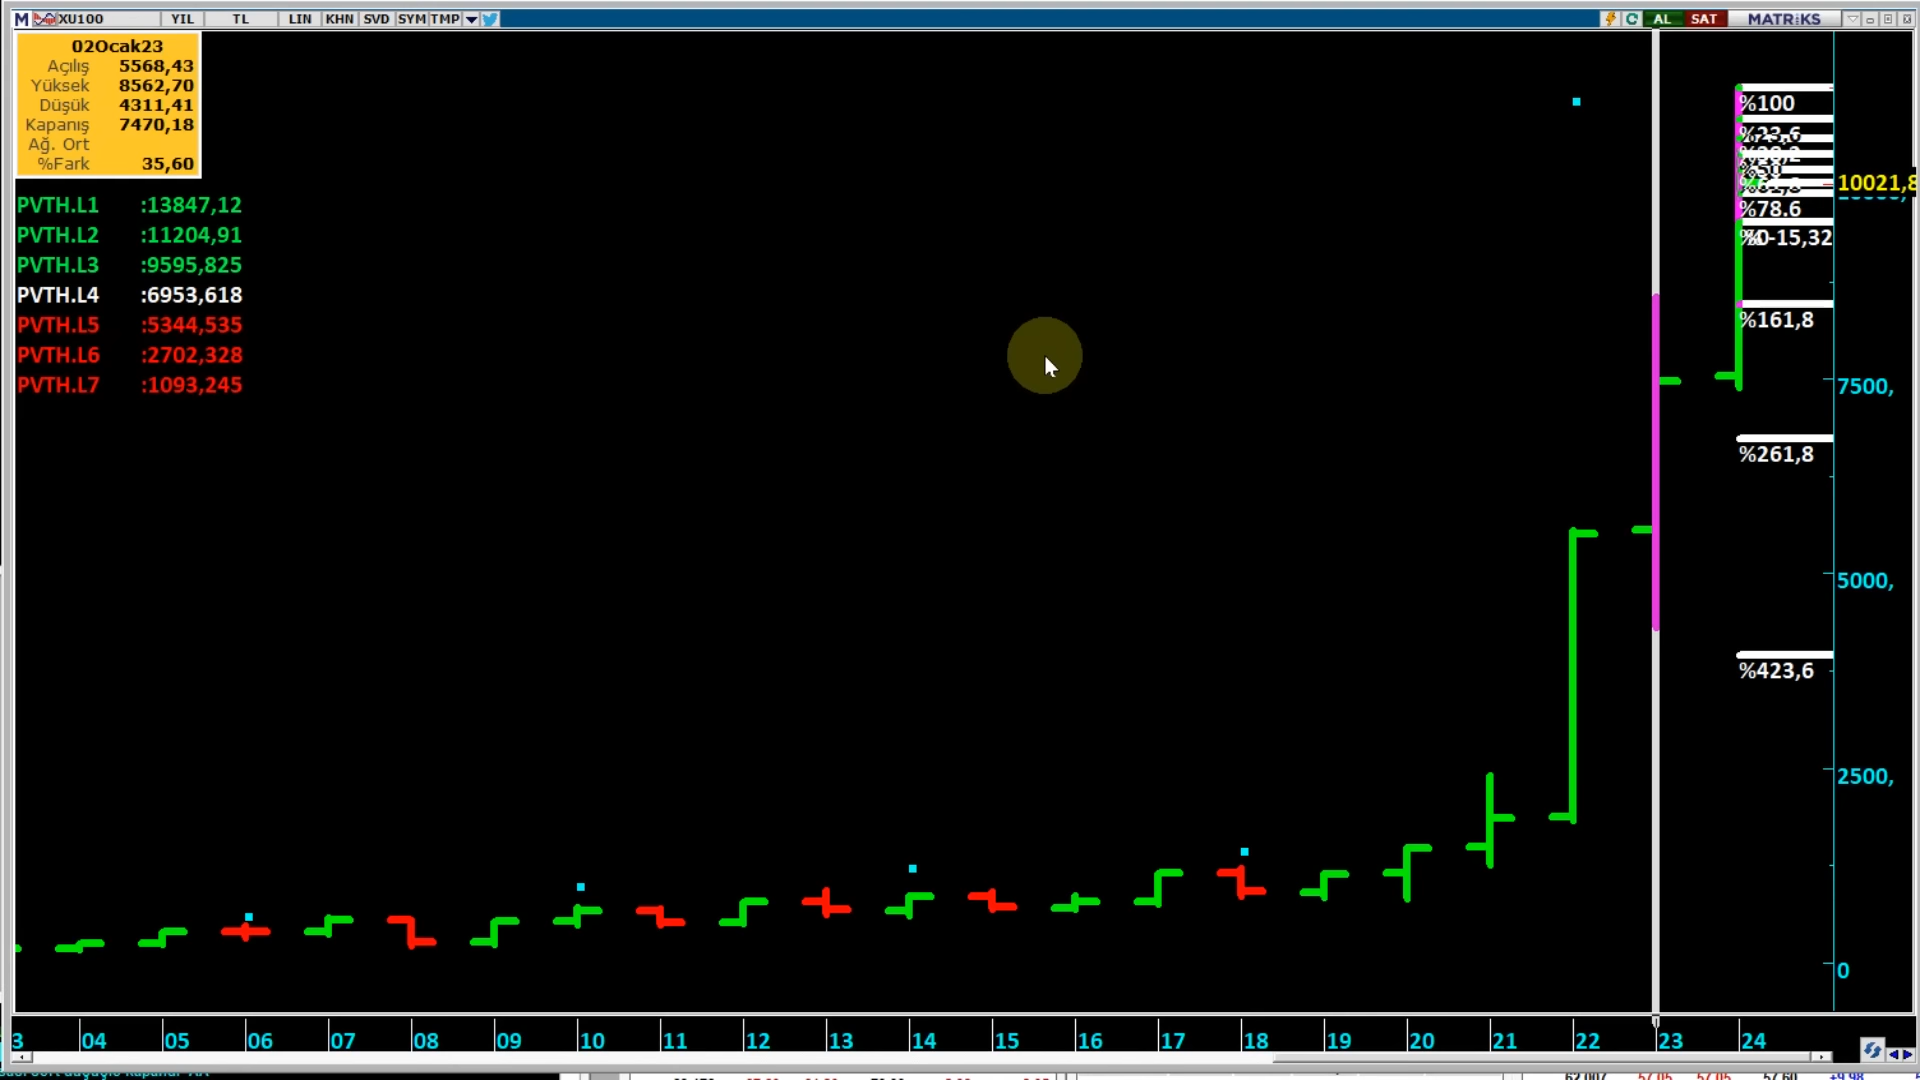 XU100 YIL TL LIN KHN SVD SYM TMP AL SAT MATRİKS
02Ocak23
Açılış 5568,43
Yüksek 8562,70
Düşük 4311,41
Kapanış 7470,18
Ağ. Ort
%Fark 35,60
PVTH.L1 :13847,12
PVTH.L2 :11204,91
PVTH.L3 :9595,825
PVTH.L4 :6953,618
PVTH.L5 :5344,535
PVTH.L6 :2702,328
PVTH.L7 :1093,245
%100
%23,6
%78.6
%161,8
%261,8
%423,6
10021,8
7500,
5000,
2500,
0
3 04 05 06 07 08 09 10 11 12 13 14 15 16 17 18 19 20 21 22 23 24